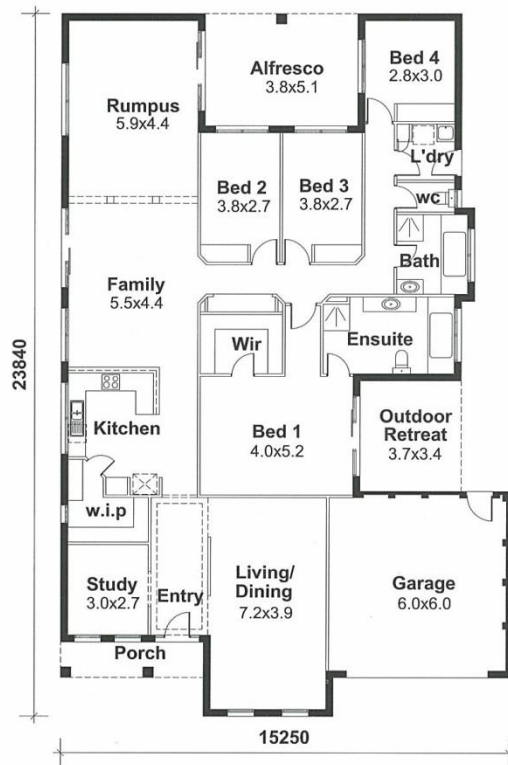 Bed 4
2.8x3.0
Alfresco
3.8x5.1
Rumpus
5.9x4.4
L'dry
Bed 2
3.8x2.7
Bed 3
3.8x2.7
wc
Bath
Family
5.5x4.4
Wir
Ensuite
23840
Kitchen
Bed 1
4.0x5.2
Outdoor
Retreat
3.7x3.4
w.i.p
Study
3.0x2.7
Entry
Living/
Dining
7.2x3.9
Garage
6.0x6.0
Porch
15250